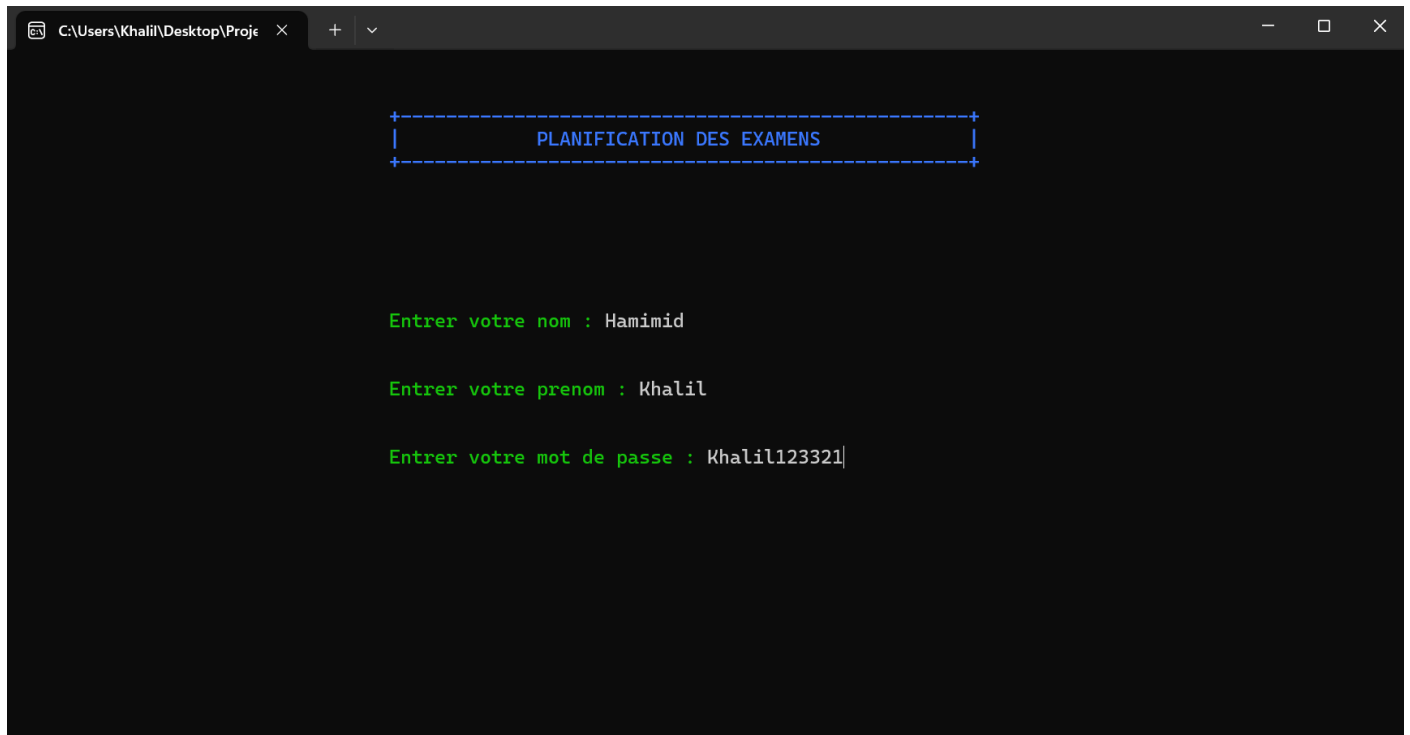 C:\Users\Khalil\Desktop\Proje
PLANIFICATION DES EXAMENS
Entrer votre nom : Hamimid
Entrer votre prenom : Khalil
Entrer votre mot de passe : Khalil123321